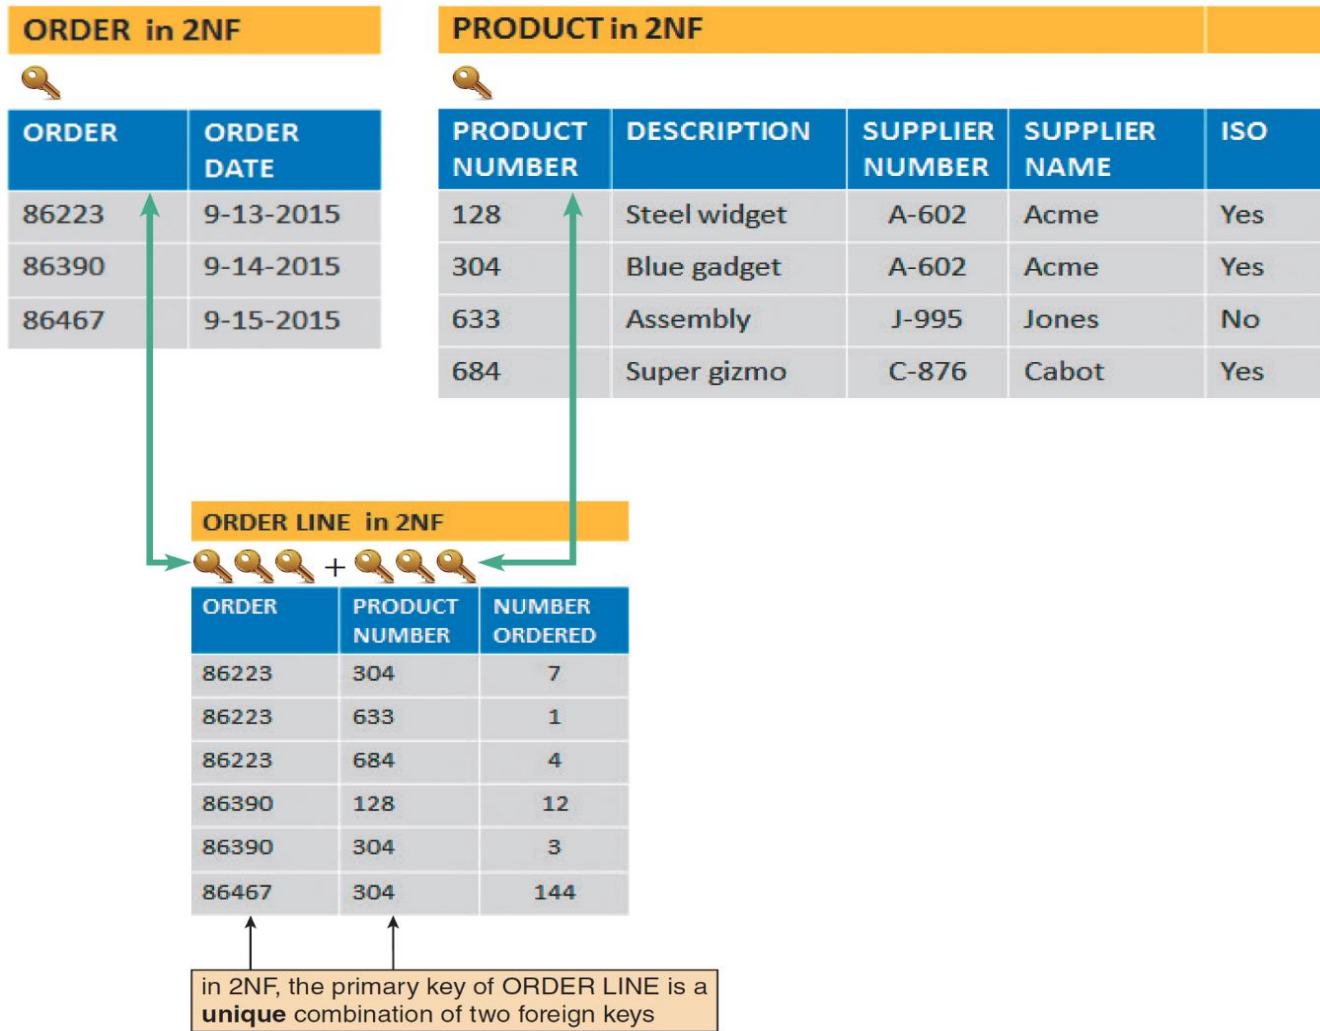 ORDER in 2NF
ORDER ORDER DATE
86223 9-13-2015
86390 9-14-2015
86467 9-15-2015
PRODUCT in 2NF
PRODUCT NUMBER DESCRIPTION SUPPLIER NUMBER SUPPLIER NAME ISO
128 Steel widget A-602 Acme Yes
304 Blue gadget A-602 Acme Yes
633 Assembly J-995 Jones No
684 Super gizmo C-876 Cabot Yes
ORDER LINE in 2NF
+
ORDER PRODUCT NUMBER NUMBER ORDERED
86223 304 7
86223 633 1
86223 684 4
86390 128 12
86390 304 3
86467 304 144
in 2NF, the primary key of ORDER LINE is a
unique combination of two foreign keys